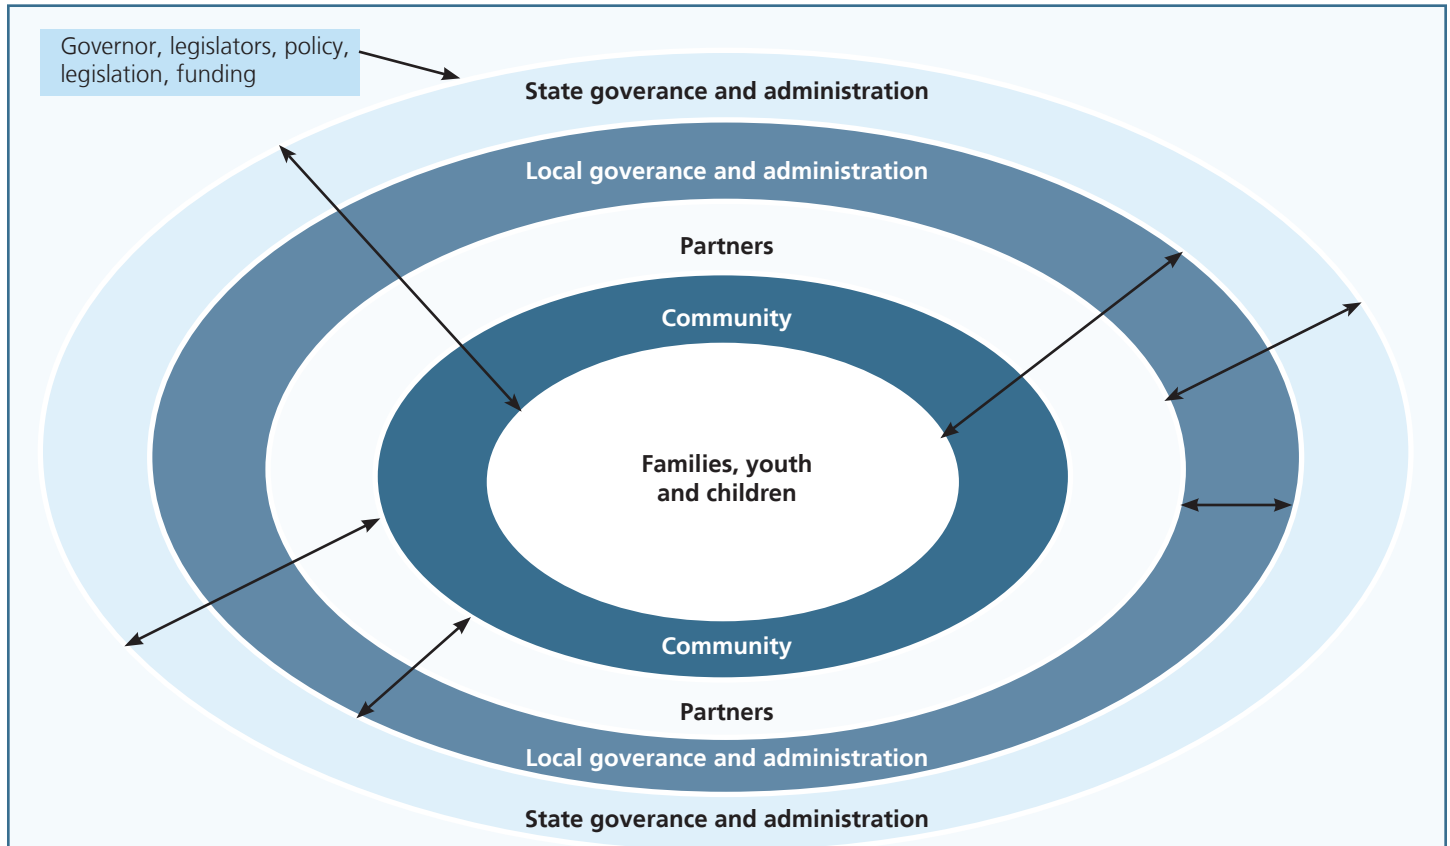 Governor, legislators, policy,
legislation, funding
State goverance and administration
Local goverance and administration
Partners
Community
Families, youth
and children
Community
Partners
Local goverance and administration
State goverance and administration